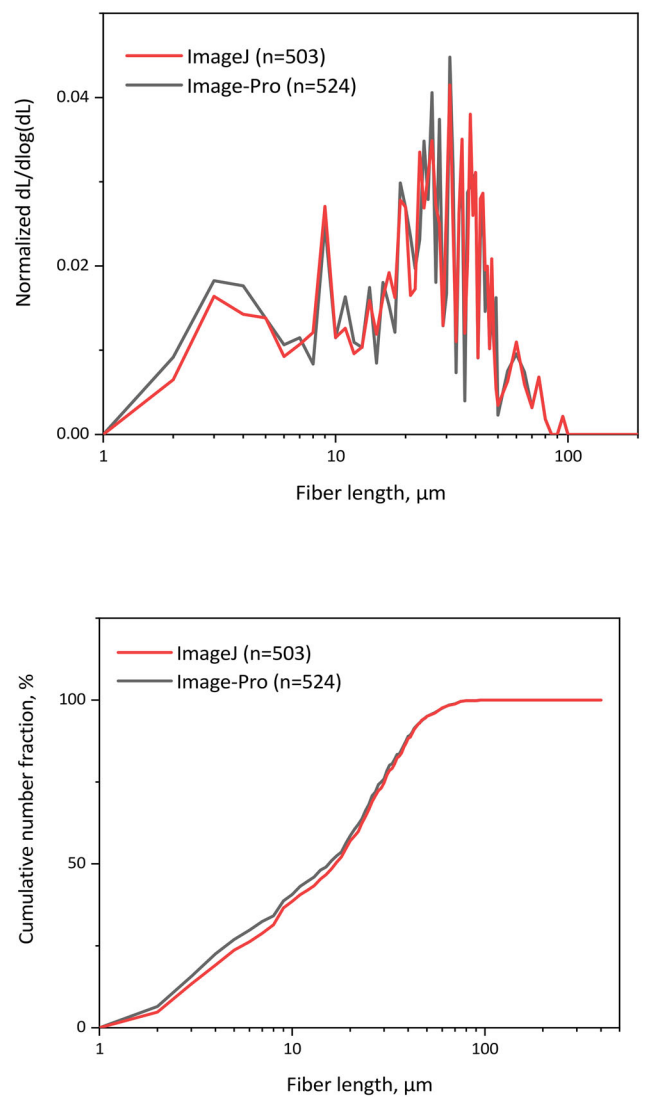 ImageJ (n=503)
Image-Pro (n=524)
Normalized dL/dlog(dL)
0.04
0.02
0.00
1
10
100
Fiber length, µm
ImageJ (n=503)
Image-Pro (n=524)
Cumulative number fraction, %
100
50
0
1
10
100
Fiber length, µm